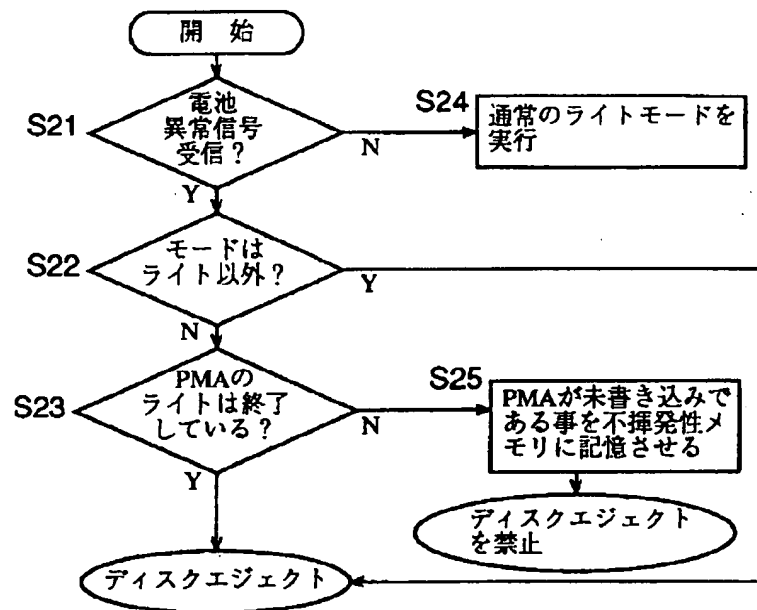 開 始
S21
電池
異常信号
受信?
N
Y
S24
通常のライトモードを
実行
S22
モードは
ライト以外?
Y
N
S23
PMAの
ライトは終了
している?
N
Y
S25
PMAが未書き込みで
ある事を不揮発性メ
モリに記憶させる
ディスクエジェクト
を禁止
ディスクエジェクト